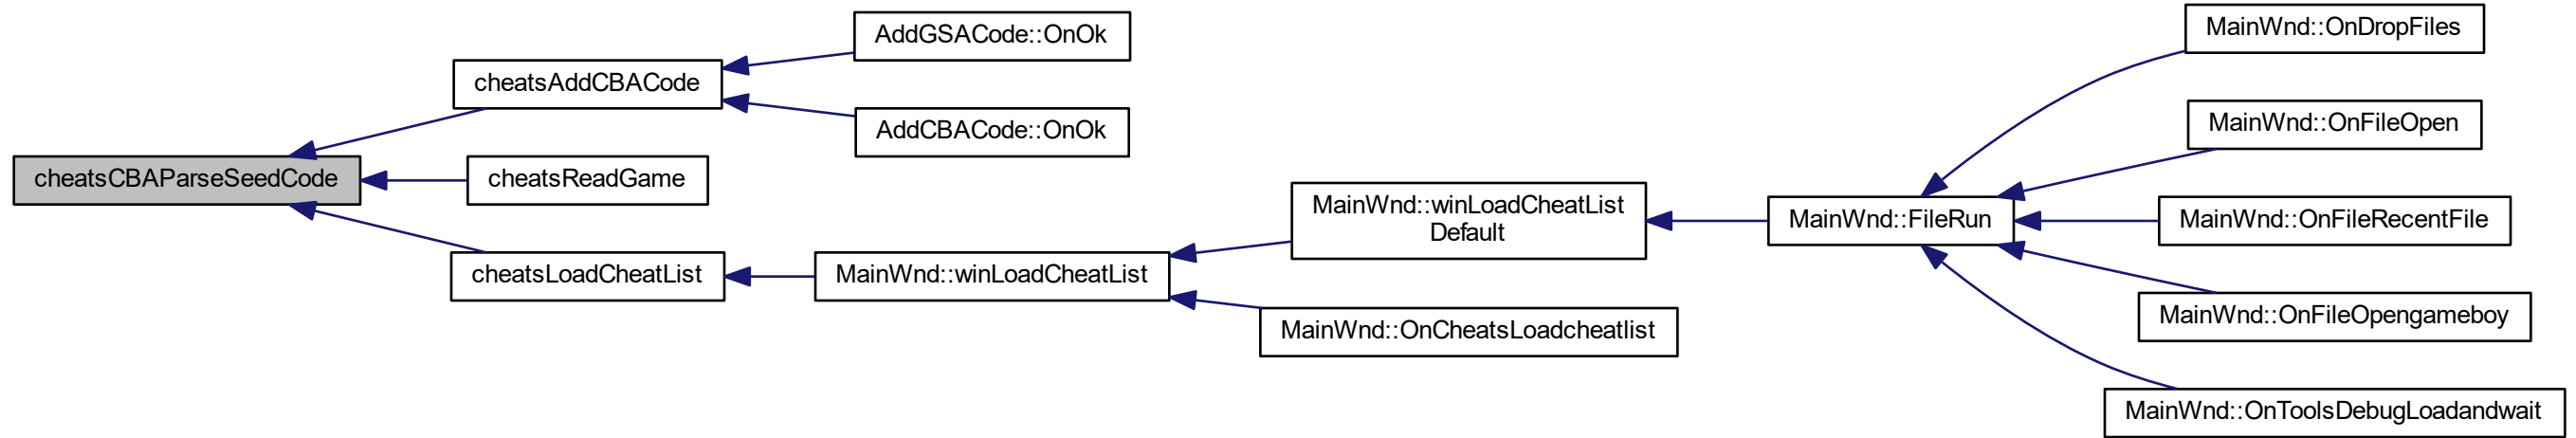 MainWnd::OnDropFiles
AddGSACode::OnOk
cheatsAddCBACode
MainWnd::OnFileOpen
AddCBACode::OnOk
cheatsCBAParseSeedCode
cheatsReadGame
MainWnd::winLoadCheatList
Default
MainWnd::FileRun
MainWnd::OnFileRecentFile
cheatsLoadCheatList
MainWnd::winLoadCheatList
MainWnd::OnFileOpengameboy
MainWnd::OnCheatsLoadcheatlist
MainWnd::OnToolsDebugLoadandwait